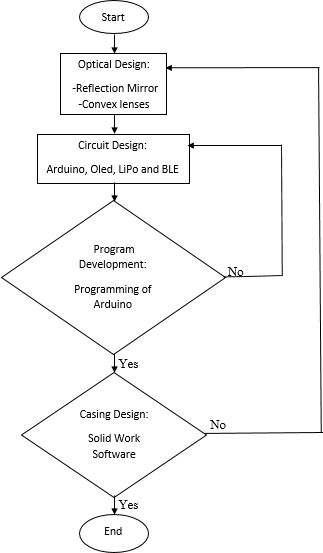 Start
Optical Design:
-Reflection Mirror
-Convex lenses
Circuit Design:
Arduino, Oled, LiPo and BLE
Program
Development:
Programming of
Arduino
No
Yes
Casing Design:
Solid Work
Software
No
Yes
End